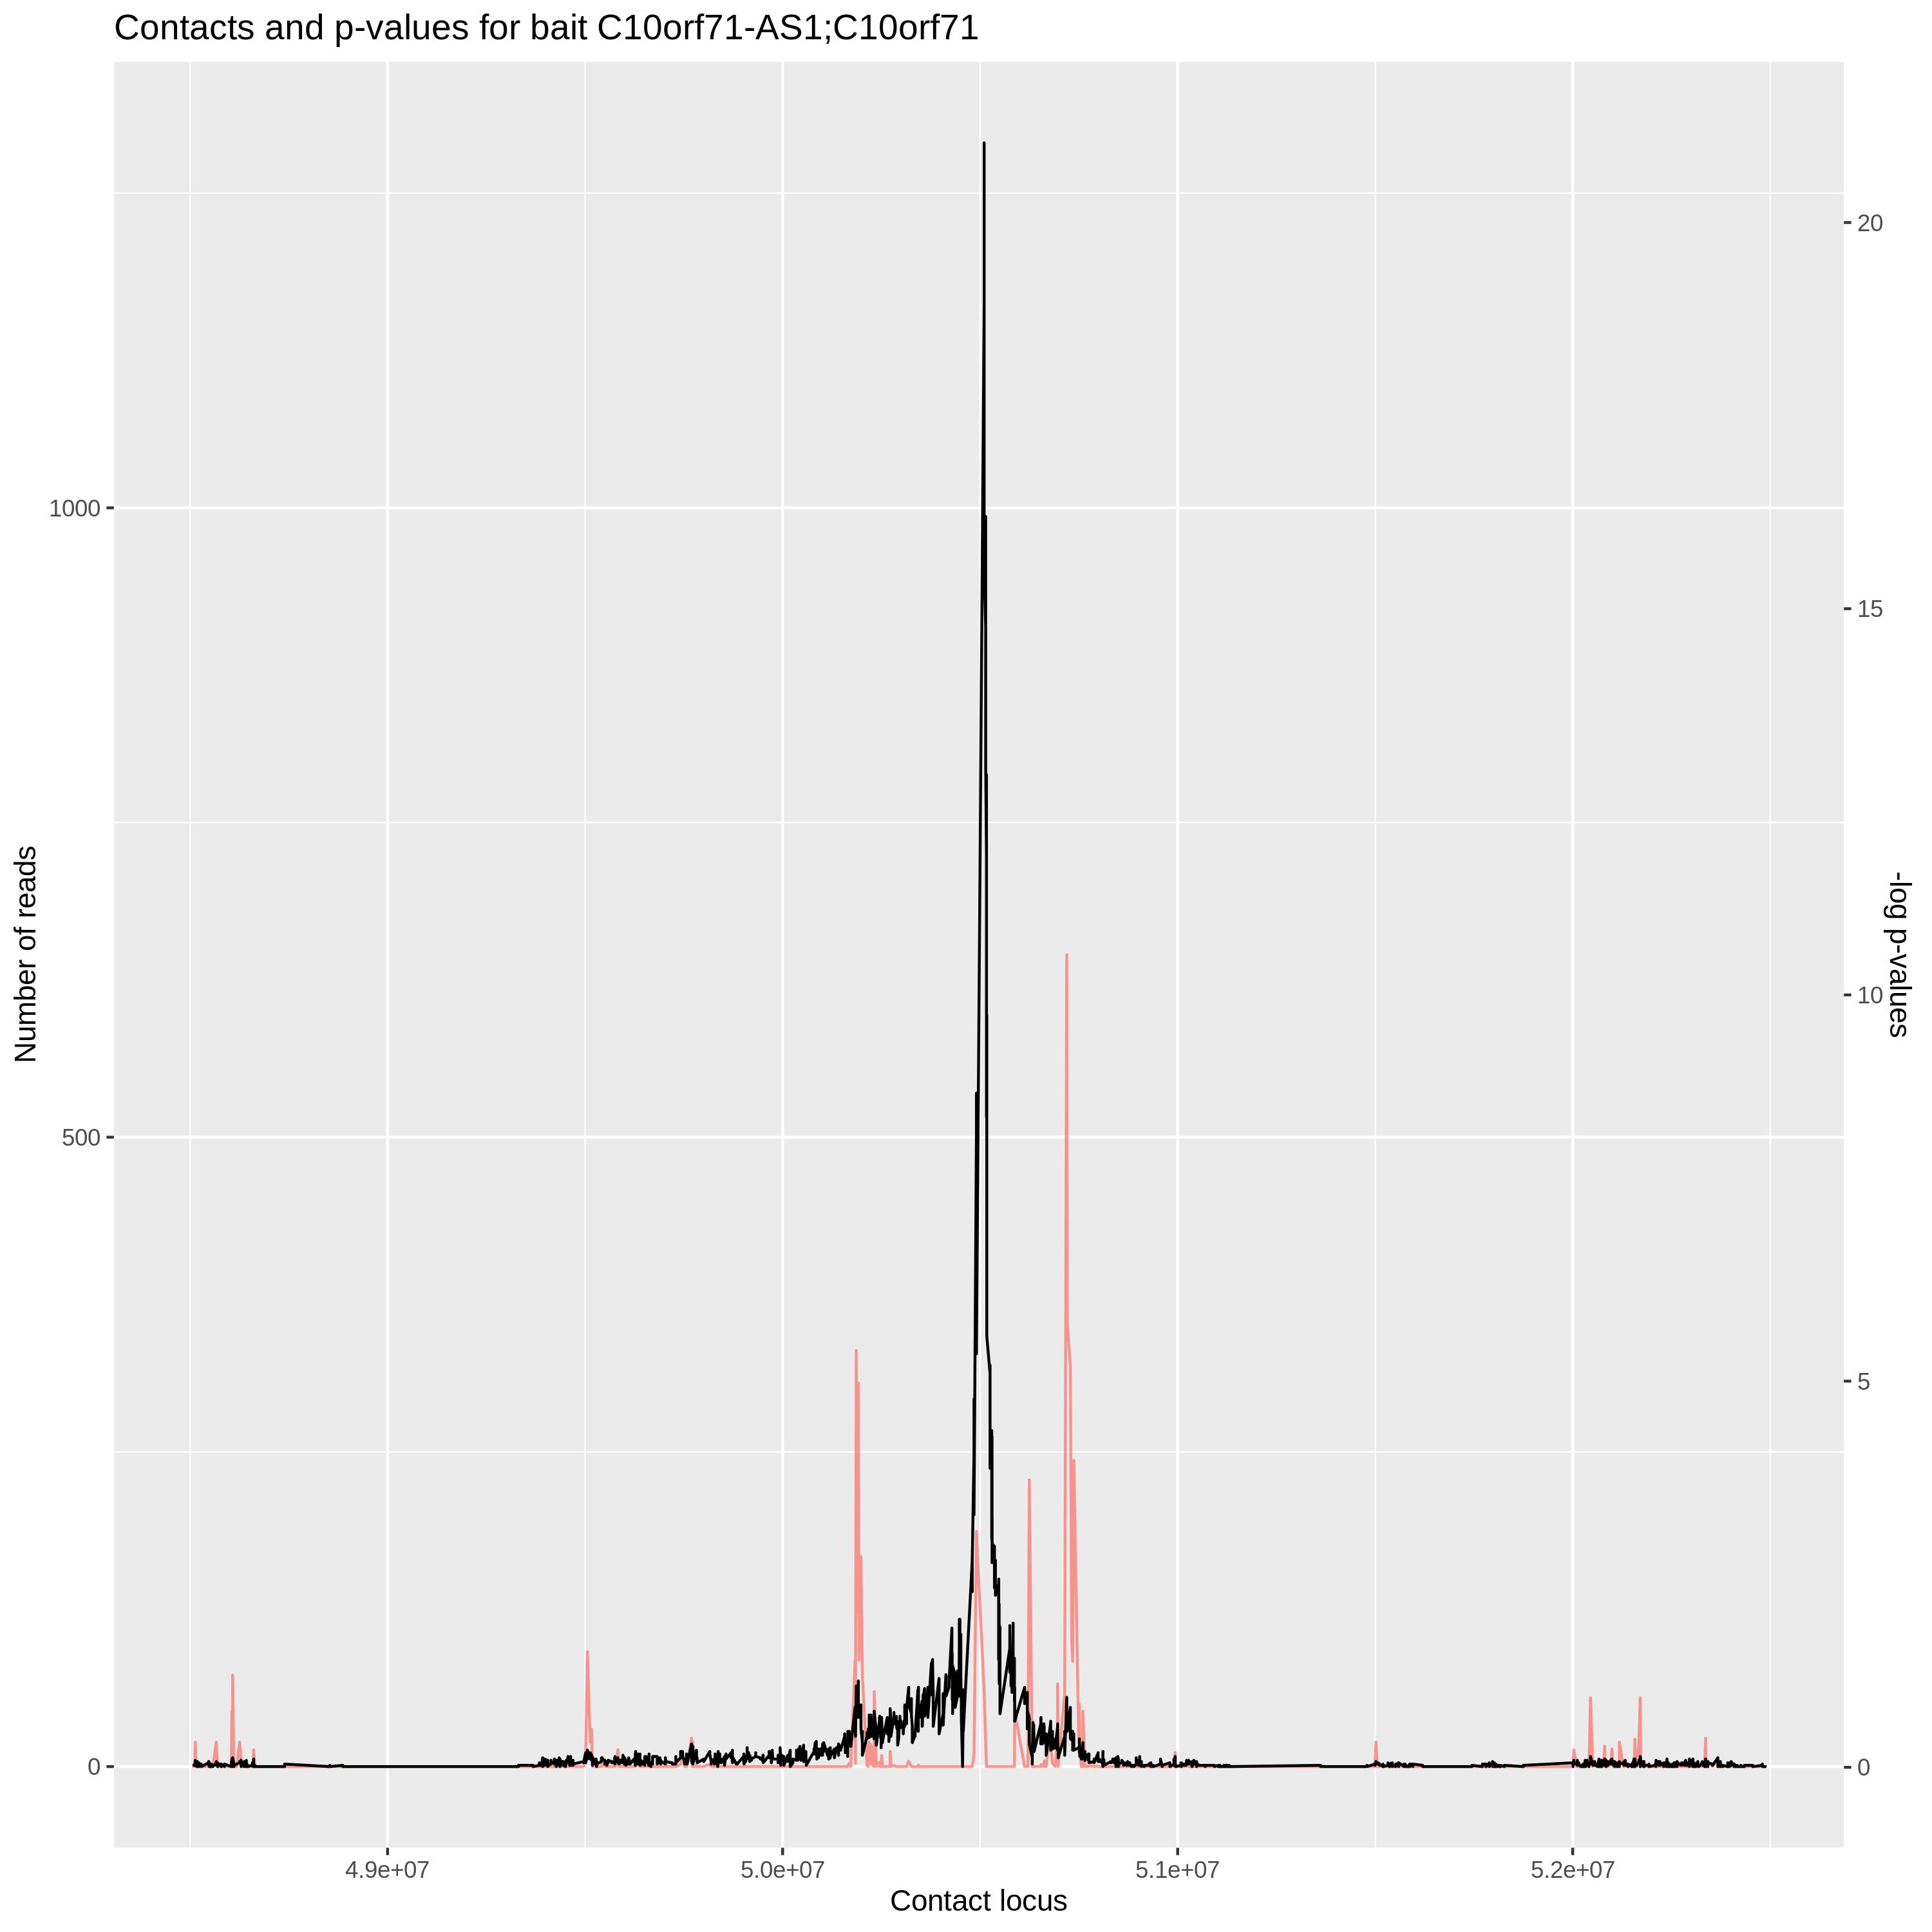 Contacts and p-values for bait C10orf71-AS1;C10orf71
Number of reads
1000
500
0
20
15
10
5
0
-log p-values
4.9e+07
5.0e+07
5.1e+07
5.2e+07
Contact locus